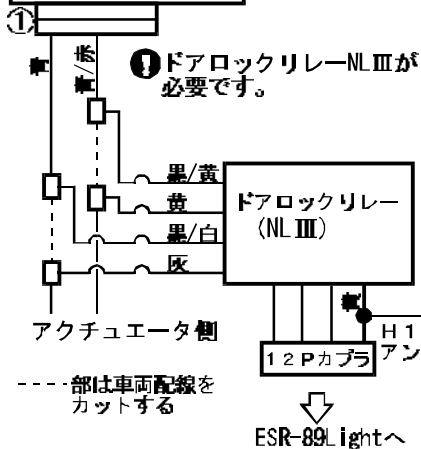 ①
青
青/赤
ドアロックリレーNLⅢが
必要です。
黒/黄
黄
黒/白
灰
ドアロックリレー
(NLⅢ)
アクチュエータ側
H1
アン
12Pカプラ
----部は車両配線を
カットする
ESR-89Lightへ